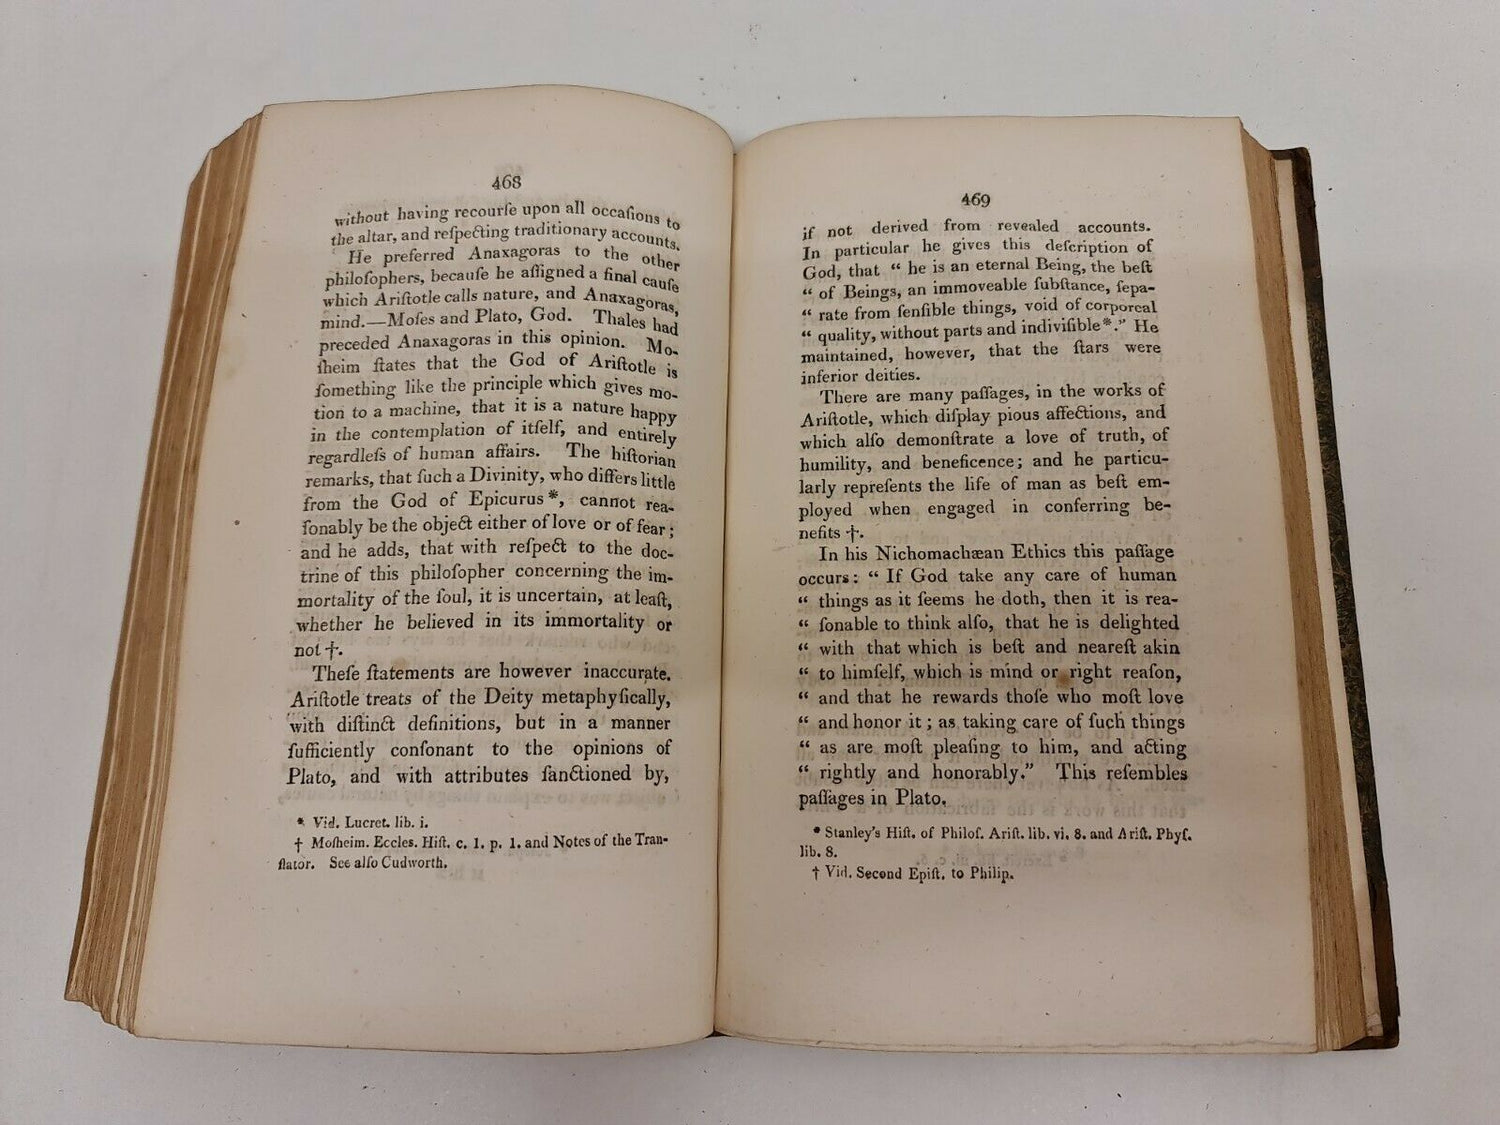 468
without having recourſe upon all occaſions to
the altar, and reſpecting traditionary accounts.
He preferred Anaxagoras to the other
philoſophers, becauſe he aſſigned a final cauſe
which Ariſtotle calls nature, and Anaxagoras,
mind.—Moſes and Plato, God. Thales had
preceded Anaxagoras in this opinion. Mo-
ſheim ſtates that the God of Ariſtotle is
ſomething like the principle which gives mo-
tion to a machine, that it is a nature happy
in the contemplation of itſelf, and entirely
regardleſs of human affairs. The hiſtorian
remarks, that ſuch a Divinity, who differs little
from the God of Epicurus*, cannot rea-
ſonably be the object either of love or of fear;
and he adds, that with reſpect to the doc-
trine of this philoſopher concerning the im-
mortality of the ſoul, it is uncertain, at leaſt,
whether he believed in its immortality or
not †.
Theſe ſtatements are however inaccurate.
Ariſtotle treats of the Deity metaphyſically,
with diſtinct definitions, but in a manner
ſufficiently conſonant to the opinions of
Plato, and with attributes ſanctioned by,
* Vid. Lucret. lib. i.
† Moſheim. Eccles. Hiſt. c. 1. p. 1. and Notes of the Tran-
ſlator. See alſo Cudworth.
469
if not derived from revealed accounts.
In particular he gives this deſcription of
God, that “ he is an eternal Being, the beſt
“ of Beings, an immoveable ſubſtance, ſepa-
“ rate from ſenſible things, void of corporeal
“ quality, without parts and indiviſible*.” He
maintained, however, that the ſtars were
inferior deities.
There are many paſſages, in the works of
Ariſtotle, which diſplay pious affections, and
which alſo demonſtrate a love of truth, of
humility, and beneficence; and he particu-
larly repreſents the life of man as beſt em-
ployed when engaged in conferring be-
nefits †.
In his Nichomachæan Ethics this paſſage
occurs: “ If God take any care of human
“ things as it ſeems he doth, then it is rea-
“ ſonable to think alſo, that he is delighted
“ with that which is beſt and neareſt akin
“ to himſelf, which is mind or right reaſon,
“ and that he rewards thoſe who moſt love
“ and honor it; as taking care of ſuch things
“ as are moſt pleaſing to him, and acting
“ rightly and honorably.” This reſembles
paſſages in Plato.
* Stanley's Hiſt. of Philoſ. Ariſt. lib. vi. 8. and Ariſt. Phyſ.
lib. 8.
† Vid. Second Epiſt. to Philip.